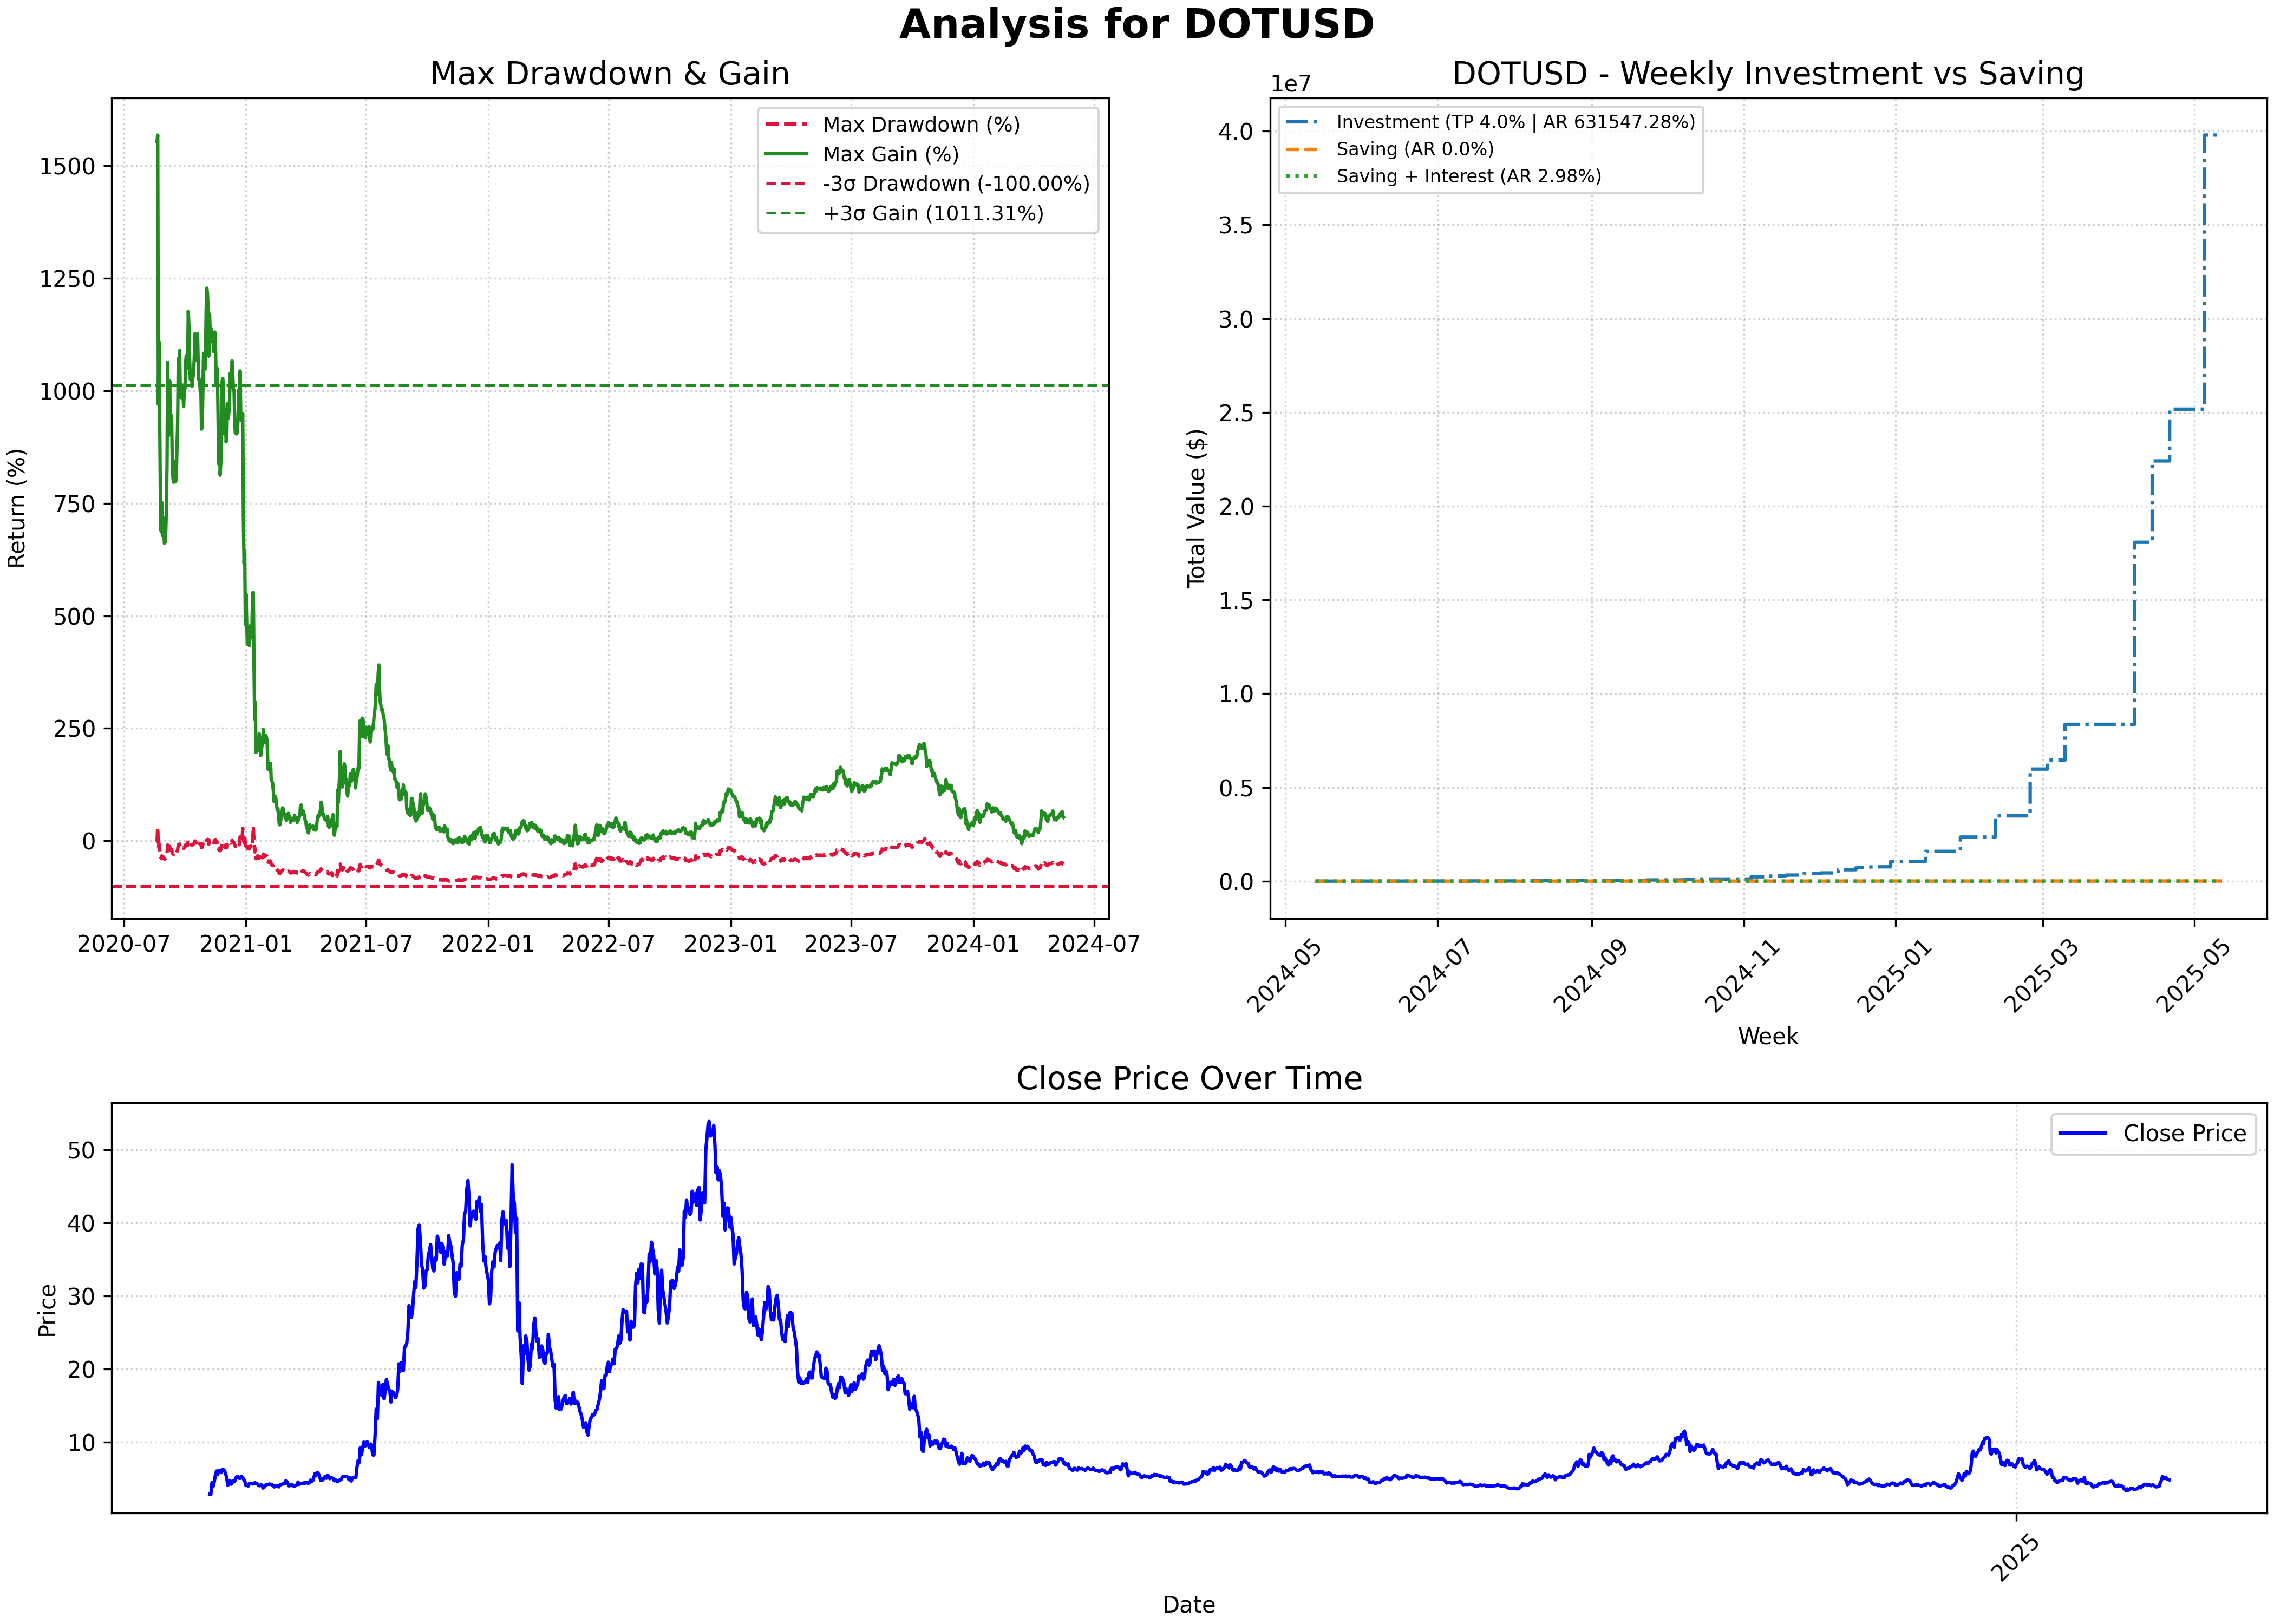 Analysis for DOTUSD
Max Drawdown & Gain
Return (%)
1500
1250
1000
750
500
250
0
Max Drawdown (%)
Max Gain (%)
-3σ Drawdown (-100.00%)
+3σ Gain (1011.31%)
2020-07 2021-01 2021-07 2022-01 2022-07 2023-01 2023-07 2024-01 2024-07
DOTUSD - Weekly Investment vs Saving
1e7
Total Value ($)
4.0
3.5
3.0
2.5
2.0
1.5
1.0
0.5
0.0
Investment (TP 4.0% | AR 631547.28%)
Saving (AR 0.0%)
Saving + Interest (AR 2.98%)
2024-05 2024-07 2024-09 2024-11 2025-01 2025-03 2025-05
Week
Close Price Over Time
Price
50
40
30
20
10
Close Price
2025
Date